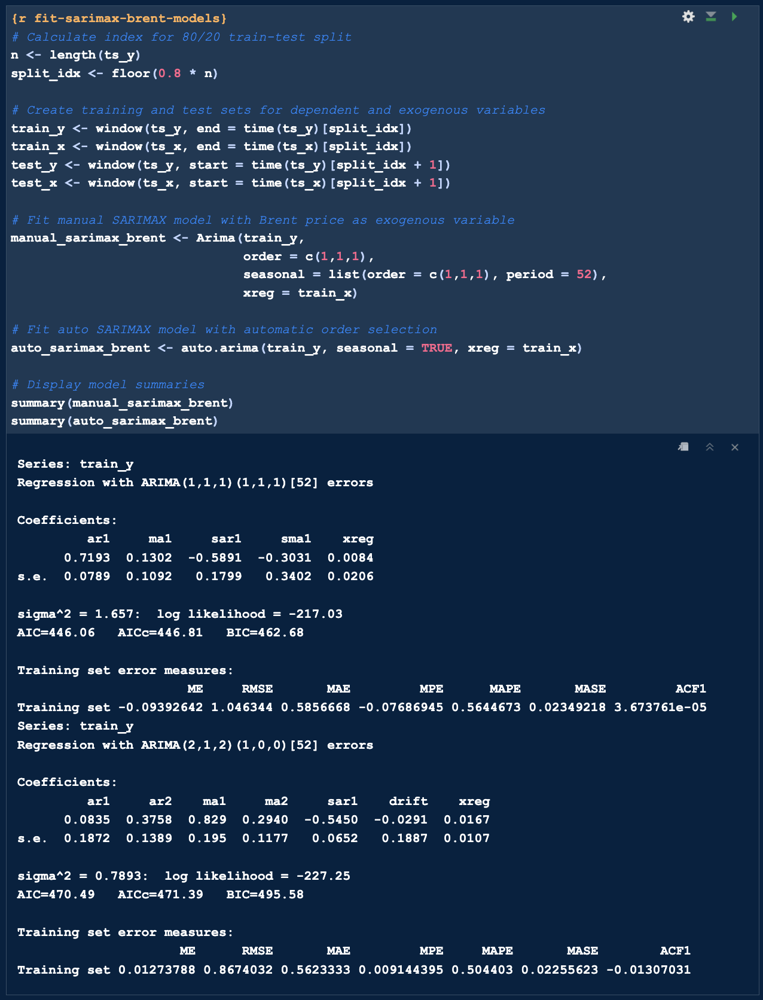 {r fit-sarimax-brent-models}
# Calculate index for 80/20 train-test split
n <- length(ts_y)
split_idx <- floor(0.8 * n)
# Create training and test sets for dependent and exogenous variables
train_y <- window(ts_y, end = time(ts_y)[split_idx])
train_x <- window(ts_x, end = time(ts_x)[split_idx])
test_y <- window(ts_y, start = time(ts_y)[split_idx + 1])
test_x <- window(ts_x, start = time(ts_x)[split_idx + 1])
# Fit manual SARIMAX model with Brent price as exogenous variable
manual_sarimax_brent <- Arima(train_y,
order = c(1,1,1),
seasonal = list(order = c(1,1,1), period = 52),
xreg = train_x)
# Fit auto SARIMAX model with automatic order selection
auto_sarimax_brent <- auto.arima(train_y, seasonal = TRUE, xreg = train_x)
# Display model summaries
summary(manual_sarimax_brent)
summary(auto_sarimax_brent)
Series: train_y
Regression with ARIMA(1,1,1)(1,1,1)[52] errors
Coefficients:
ar1 ma1 sar1 sma1 xreg
0.7193 0.1302 -0.5891 -0.3031 0.0084
s.e. 0.0789 0.1092 0.1799 0.3402 0.0206
sigma^2 = 1.657: log likelihood = -217.03
AIC=446.06 AICc=446.81 BIC=462.68
Training set error measures:
ME RMSE MAE MPE MAPE MASE ACF1
Training set -0.09392642 1.046344 0.5856668 -0.07686945 0.5644673 0.02349218 3.673761e-05
Series: train_y
Regression with ARIMA(2,1,2)(1,0,0)[52] errors
Coefficients:
ar1 ar2 ma1 ma2 sar1 drift xreg
0.0835 0.3758 0.829 0.2940 -0.5450 -0.0291 0.0167
s.e. 0.1872 0.1389 0.195 0.1177 0.0652 0.1887 0.0107
sigma^2 = 0.7893: log likelihood = -227.25
AIC=470.49 AICc=471.39 BIC=495.58
Training set error measures:
ME RMSE MAE MPE MAPE MASE ACF1
Training set 0.01273788 0.8674032 0.5623333 0.009144395 0.504403 0.02255623 -0.01307031